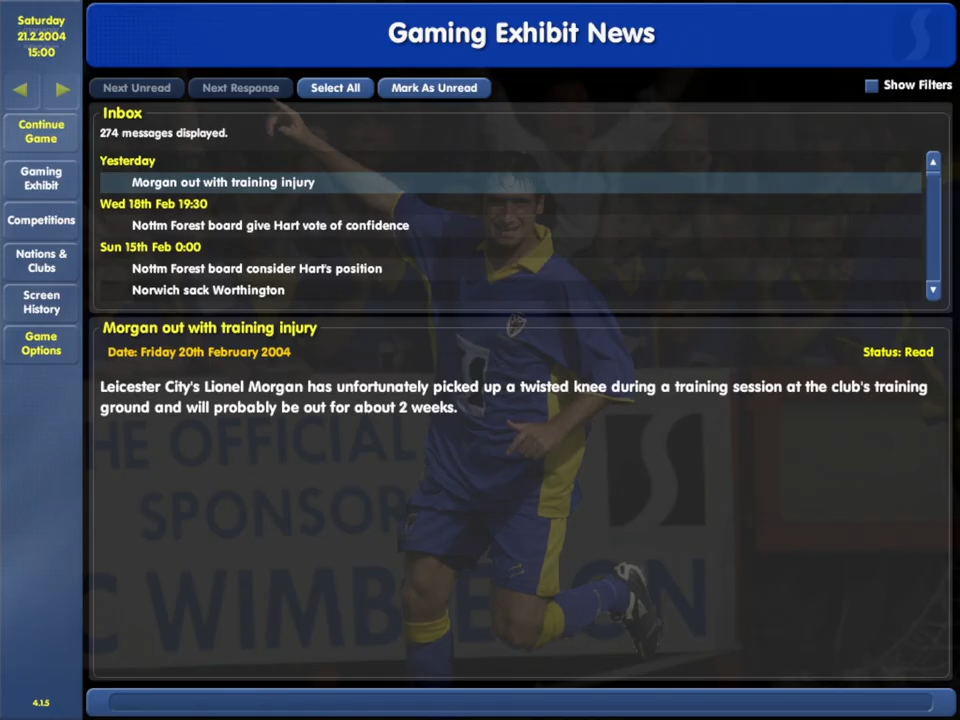 Saturday
21.2.2004
15:00
Gaming Exhibit News
Next Unread
Next Response
Select All
Mark As Unread
Show Filters
Continue
Game
Gaming
Exhibit
Competitions
Nations &
Clubs
Screen
History
Game
Options
Inbox
274 messages displayed.
Yesterday
Morgan out with training injury
Wed 18th Feb 19:30
Nottm Forest board give Hart vote of confidence
Sun 15th Feb 0:00
Nottm Forest board consider Hart's position
Norwich sack Worthington
Morgan out with training injury
Date: Friday 20th February 2004
Status: Read
Leicester City's Lionel Morgan has unfortunately picked up a twisted knee during a training session at the club's training
ground and will probably be out for about 2 weeks.
HE OFFICIAL
SPONSOR
C WIMB ON
4.1.5